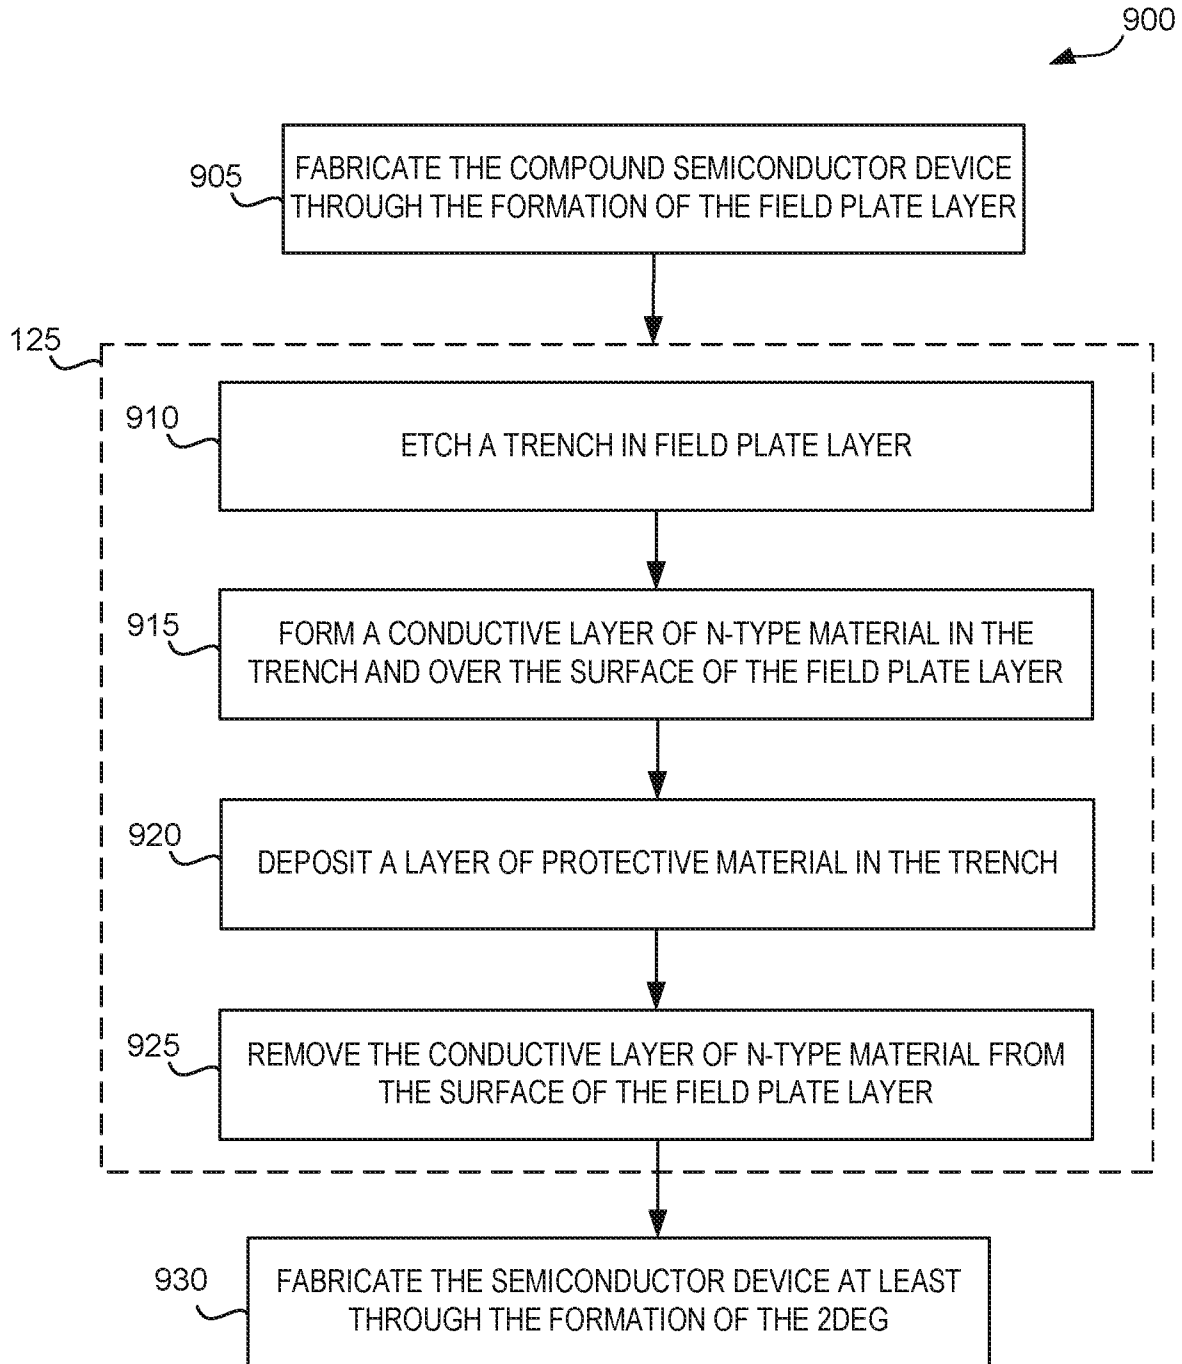 900
905
FABRICATE THE COMPOUND SEMICONDUCTOR DEVICE
THROUGH THE FORMATION OF THE FIELD PLATE LAYER
125
910
ETCH A TRENCH IN FIELD PLATE LAYER
915
FORM A CONDUCTIVE LAYER OF N-TYPE MATERIAL IN THE
TRENCH AND OVER THE SURFACE OF THE FIELD PLATE LAYER
920
DEPOSIT A LAYER OF PROTECTIVE MATERIAL IN THE TRENCH
925
REMOVE THE CONDUCTIVE LAYER OF N-TYPE MATERIAL FROM
THE SURFACE OF THE FIELD PLATE LAYER
930
FABRICATE THE SEMICONDUCTOR DEVICE AT LEAST
THROUGH THE FORMATION OF THE 2DEG